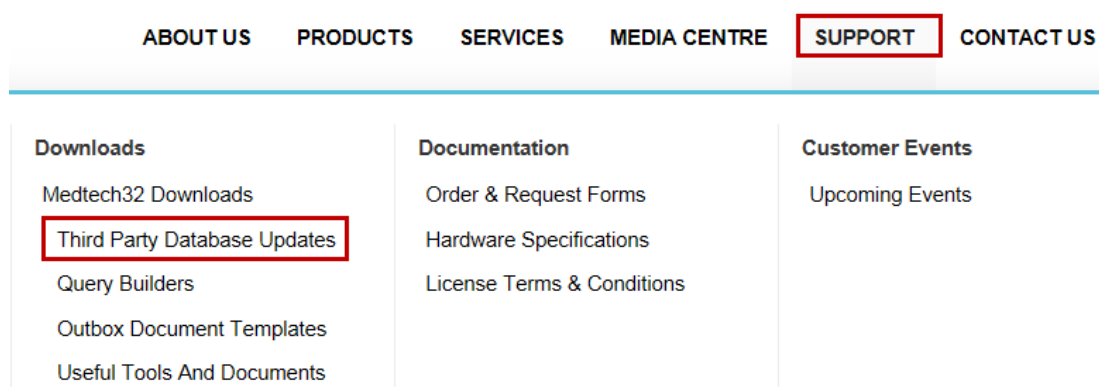 ABOUT US PRODUCTS SERVICES MEDIA CENTRE SUPPORT CONTACT US
Downloads
Medtech32 Downloads
Third Party Database Updates
Query Builders
Outbox Document Templates
Useful Tools And Documents
Documentation
Order & Request Forms
Hardware Specifications
License Terms & Conditions
Customer Events
Upcoming Events